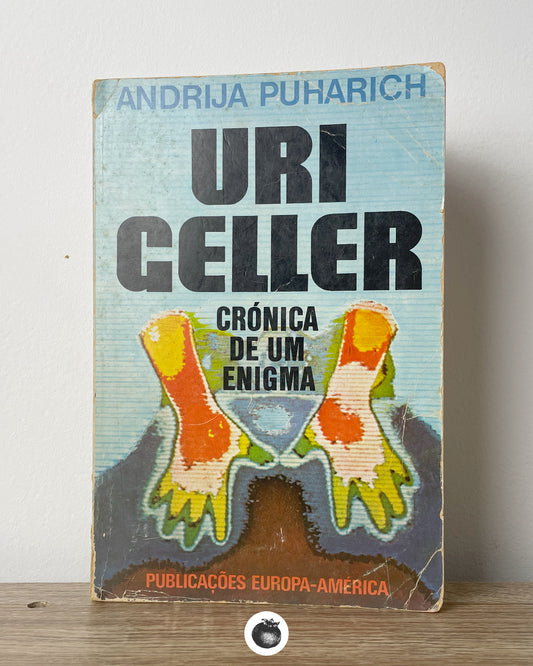 ANDRIJA PUHARICH
URI
GELLER
CRÓNICA
DE UM
ENIGMA
PUBLICAÇÕES EUROPA-AMÉRICA